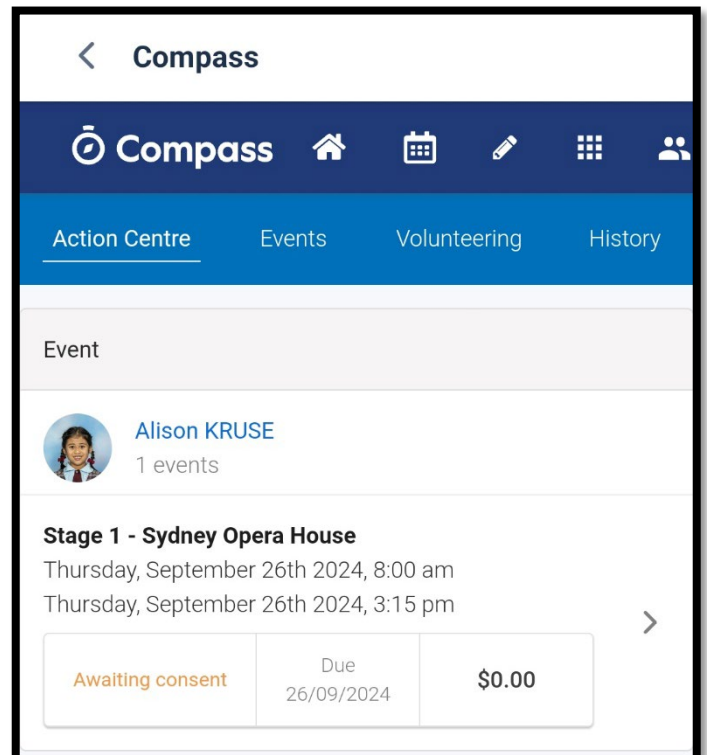 Compass
Compass
Action Centre Events Volunteering History
Event
Alison KRUSE
1 events
Stage 1 - Sydney Opera House
Thursday, September 26th 2024, 8:00 am
Thursday, September 26th 2024, 3:15 pm
Awaiting consent Due 26/09/2024 $0.00